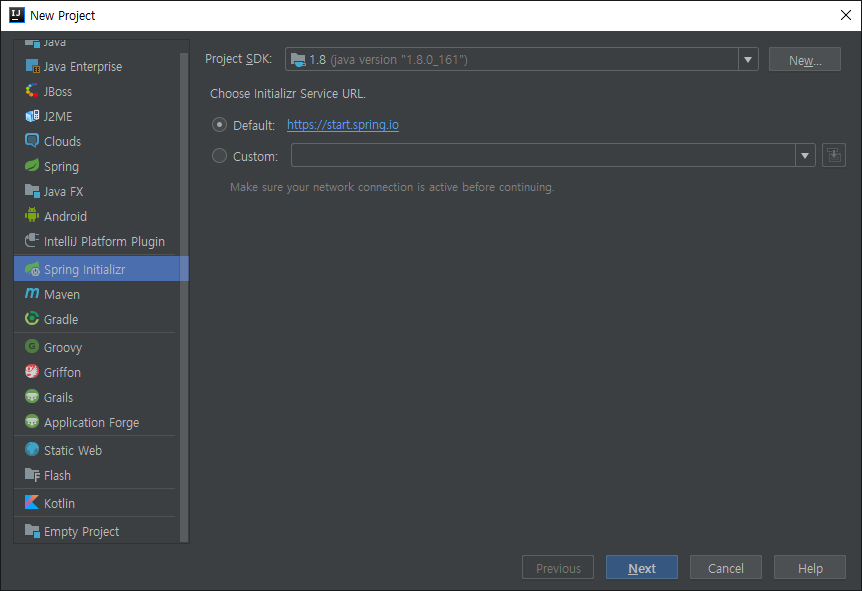 New Project
Java
Java Enterprise
JBoss
J2ME
Clouds
Spring
Java FX
Android
IntelliJ Platform Plugin
Spring Initializr
Maven
Gradle
Groovy
Griffon
Grails
Application Forge
Static Web
Flash
Kotlin
Empty Project
Project SDK: 1.8 (java version "1.8.0_161") New...
Choose Initializr Service URL.
Default: https://start.spring.io
Custom:
Make sure your network connection is active before continuing.
Previous Next Cancel Help